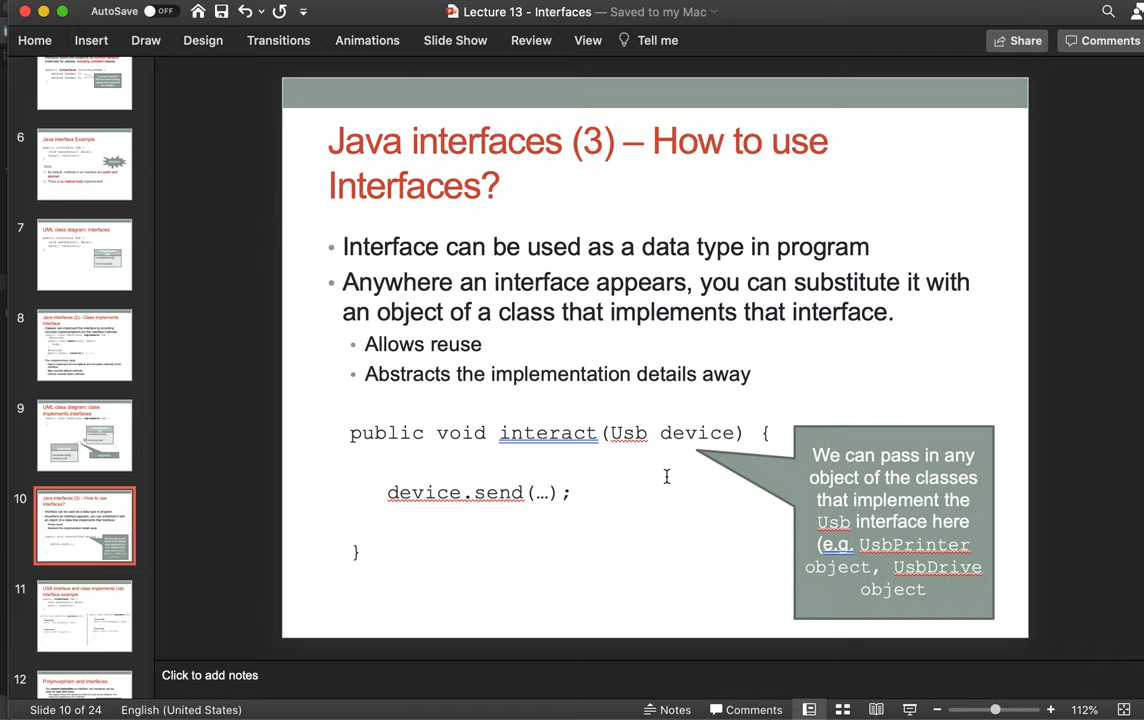 AutoSave OFF
Lecture 13 - Interfaces — Saved to my Mac
Home Insert Draw Design Transitions Animations Slide Show Review View Tell me Share Comments
6
Java interface Example
7
UML class diagram: interfaces
8
Java interfaces (2)– Class implements
interface
9
UML class diagram: class
implements interfaces
10
Java interfaces (3) – How to use
Interfaces?
11
USB interface and class implements Usb
interface example
12
Polymorphism and interfaces
Java interfaces (3) – How to use
Interfaces?
• Interface can be used as a data type in program
• Anywhere an interface appears, you can substitute it with
an object of a class that implements that interface.
• Allows reuse
• Abstracts the implementation details away
public void interact(Usb device) {
device.send(…);
}
We can pass in any
object of the classes
that implement the
Usb interface here
(e.g. UsbPrinter
object, UsbDrive
object
Click to add notes
Slide 10 of 24 English (United States) Notes Comments 112%